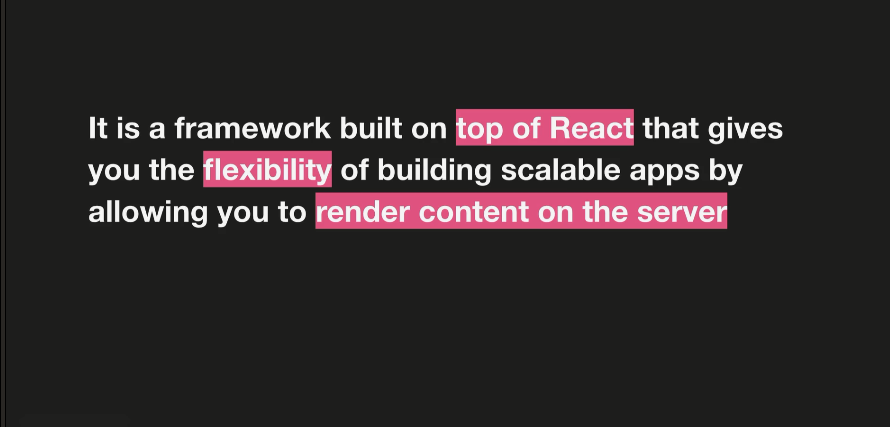 It is a framework built on top of React that gives
you the flexibility of building scalable apps by
allowing you to render content on the server